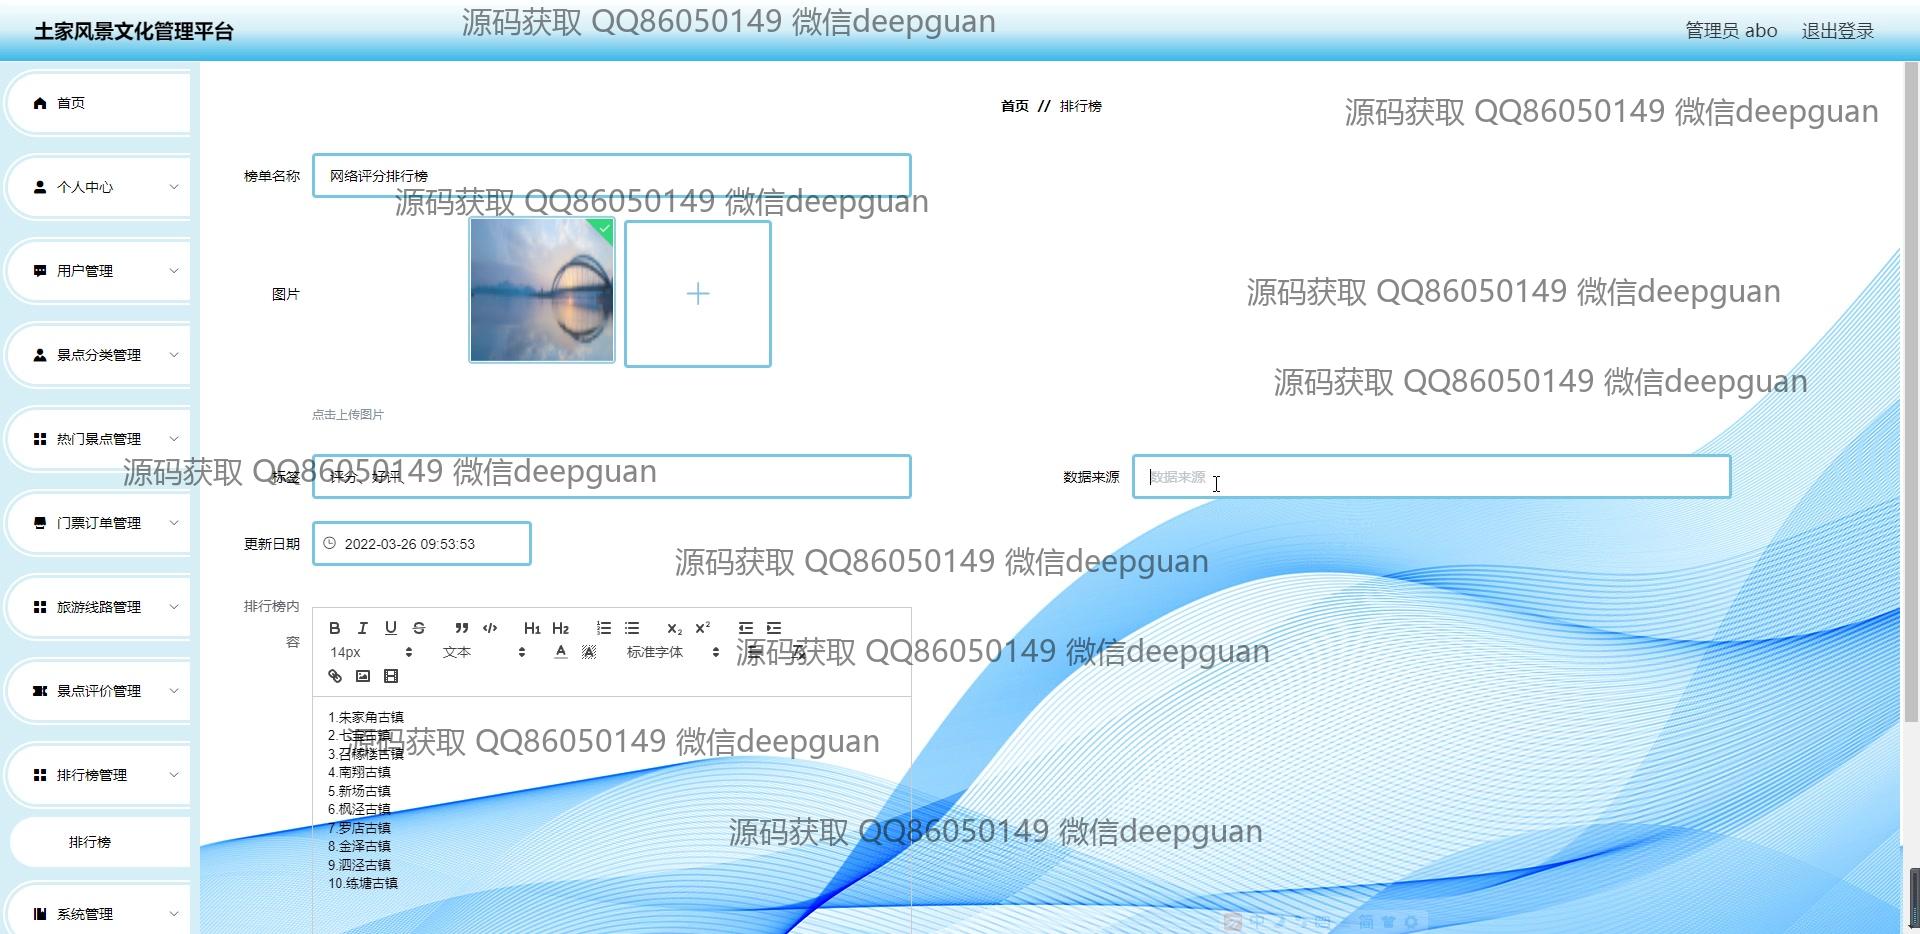 土家风景文化管理平台
源码获取 QQ86050149 微信deepguan
管理员 abo
退出登录
首页
个人中心
用户管理
景点分类管理
热门景点管理
门票订单管理
旅游线路管理
景点评价管理
排行榜管理
排行榜
系统管理
首页 // 排行榜
源码获取 QQ86050149 微信deepguan
榜单名称
网络评分排行榜
源码获取 QQ86050149 微信deepguan
图片
源码获取 QQ86050149 微信deepguan
源码获取 QQ86050149 微信deepguan
点击上传图片
源码获取 QQ86050149 微信deepguan
标签
评分、好评、
数据来源
数据来源
更新日期
2022-03-26 09:53:53
源码获取 QQ86050149 微信deepguan
排行榜内
容
B I U S H1 H2 X2 X2
14px 文本 A A 标准字体
源码获取 QQ86050149 微信deepguan
1.朱家角古镇
2.七宝古镇
源码获取 QQ86050149 微信deepguan
3.召稼楼古镇
4.南翔古镇
5.新场古镇
6.枫泾古镇
7.罗店古镇
源码获取 QQ86050149 微信deepguan
8.金泽古镇
9.泗泾古镇
10.练塘古镇
中
简